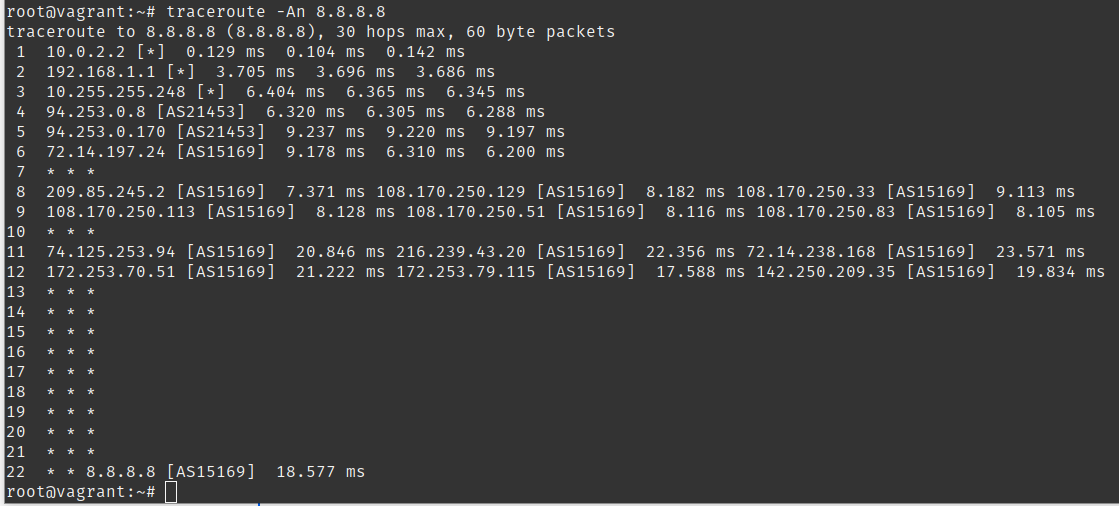 root@vagrant:~# traceroute -An 8.8.8.8
traceroute to 8.8.8.8 (8.8.8.8), 30 hops max, 60 byte packets
 1  10.0.2.2 [*]  0.129 ms  0.104 ms  0.142 ms
 2  192.168.1.1 [*]  3.705 ms  3.696 ms  3.686 ms
 3  10.255.255.248 [*]  6.404 ms  6.365 ms  6.345 ms
 4  94.253.0.8 [AS21453]  6.320 ms  6.305 ms  6.288 ms
 5  94.253.0.170 [AS21453]  9.237 ms  9.220 ms  9.197 ms
 6  72.14.197.24 [AS15169]  9.178 ms  6.310 ms  6.200 ms
 7  * * *
 8  209.85.245.2 [AS15169]  7.371 ms 108.170.250.129 [AS15169]  8.182 ms 108.170.250.33 [AS15169]  9.113 ms
 9  108.170.250.113 [AS15169]  8.128 ms 108.170.250.51 [AS15169]  8.116 ms 108.170.250.83 [AS15169]  8.105 ms
10  * * *
11  74.125.253.94 [AS15169]  20.846 ms 216.239.43.20 [AS15169]  22.356 ms 72.14.238.168 [AS15169]  23.571 ms
12  172.253.70.51 [AS15169]  21.222 ms 172.253.79.115 [AS15169]  17.588 ms 142.250.209.35 [AS15169]  19.834 ms
13  * * *
14  * * *
15  * * *
16  * * *
17  * * *
18  * * *
19  * * *
20  * * *
21  * * *
22  * * 8.8.8.8 [AS15169]  18.577 ms
root@vagrant:~#